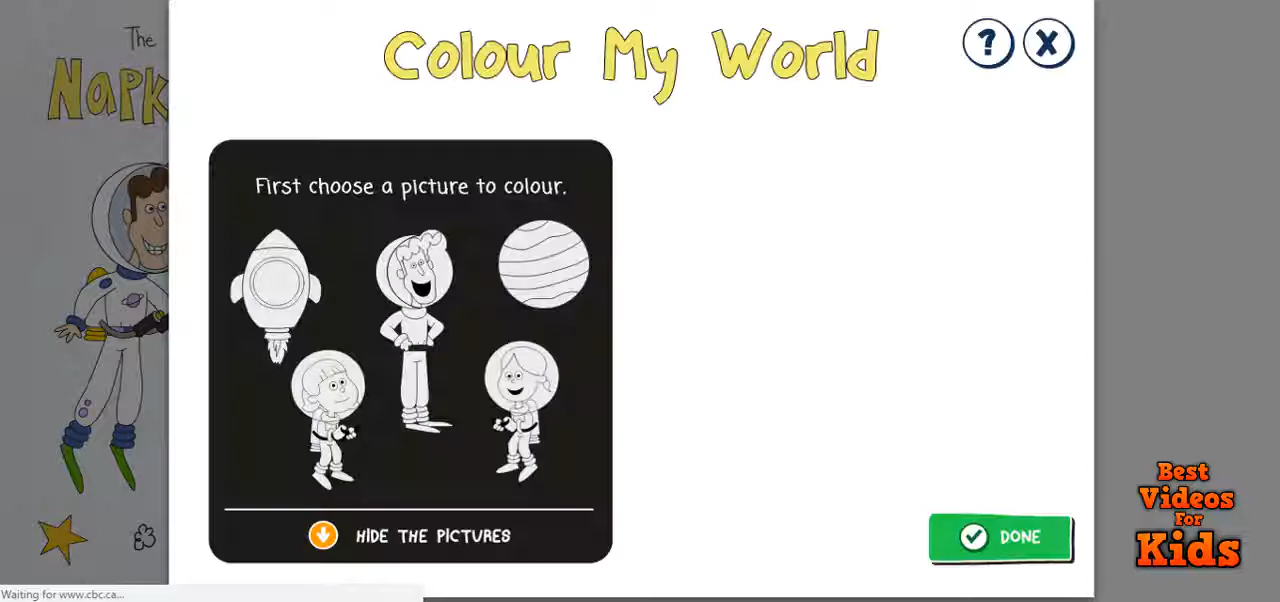 The
Napk
Colour My World
?
X
First choose a picture to colour.
HIDE THE PICTURES
DONE
Best
Videos
For
Kids
Waiting for www.cbc.ca...